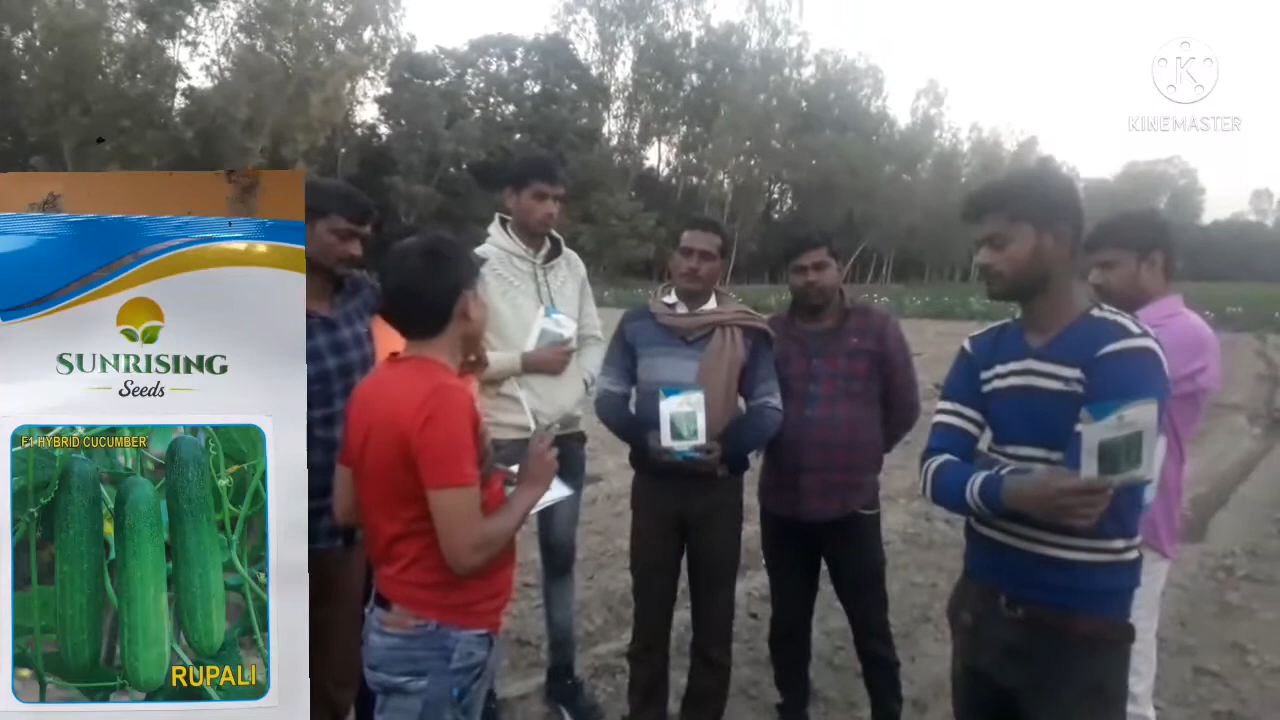 KINEMASTER
SUNRISING
Seeds
F1 HYBRID CUCUMBER
RUPALI